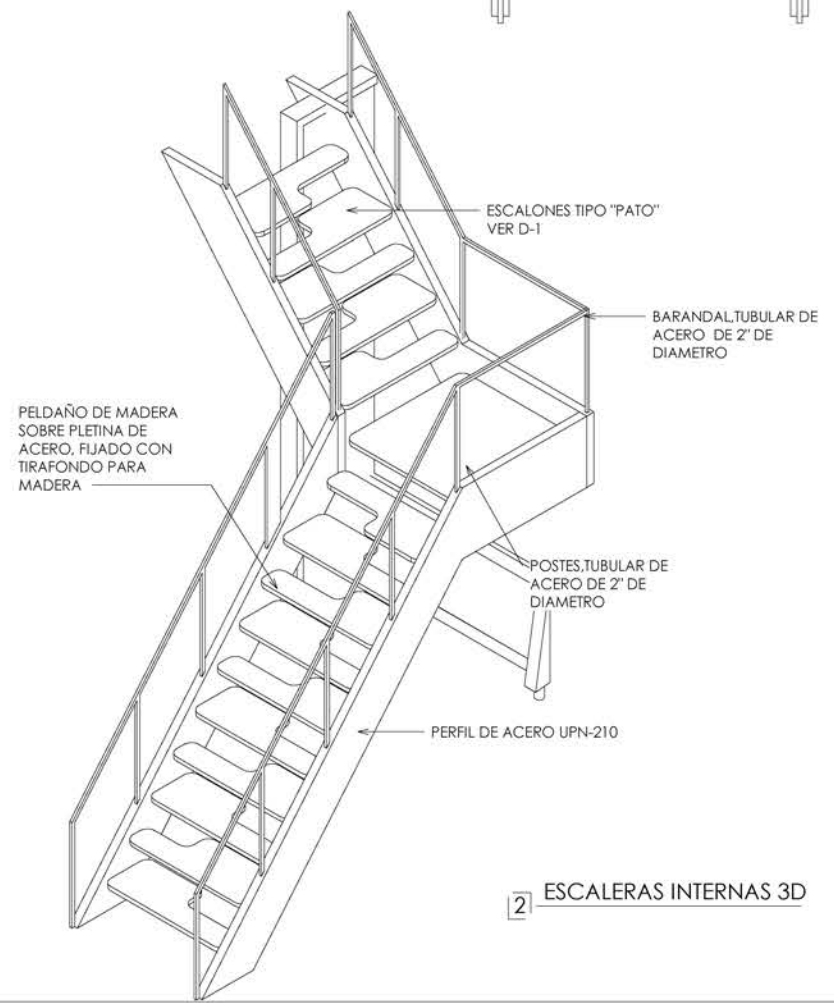 ESCALONES TIPO "PATO"
VER D-1
BARANDAL,TUBULAR DE
ACERO DE 2" DE
DIAMETRO
PELDAÑO DE MADERA
SOBRE PLETINA DE
ACERO, FIJADO CON
TIRAFONDO PARA
MADERA
POSTES,TUBULAR DE
ACERO DE 2" DE
DIAMETRO
PERFIL DE ACERO UPN-210
2 ESCALERAS INTERNAS 3D